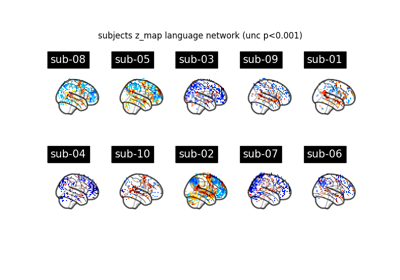 subjects z_map language network (unc p<0.001)
sub-08 sub-05 sub-03 sub-09 sub-01
sub-04 sub-10 sub-02 sub-07 sub-06